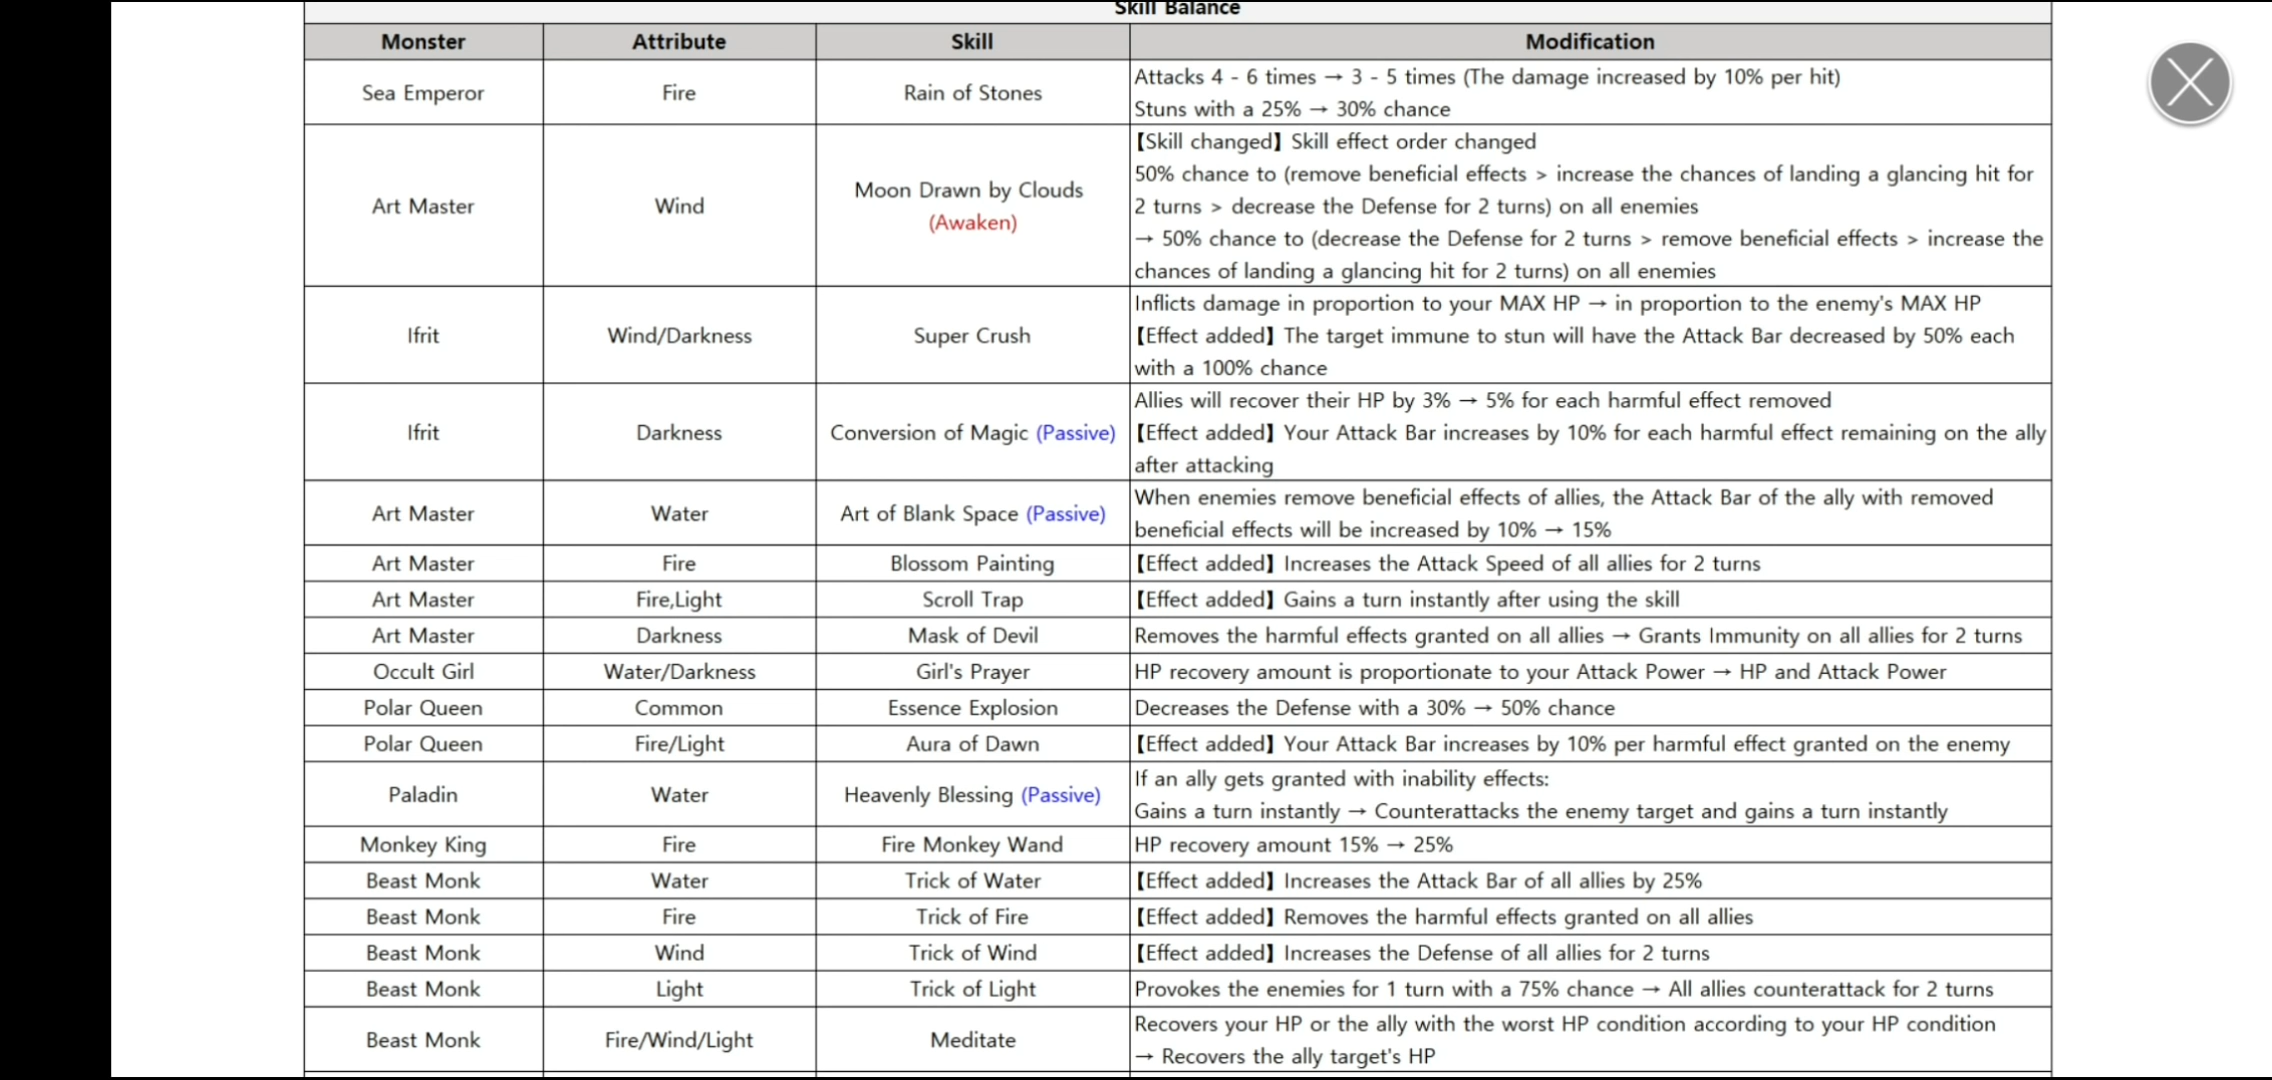 Skill Balance
Monster Attribute Skill Modification
Sea Emperor Fire Rain of Stones
Attacks 4 - 6 times → 3 - 5 times (The damage increased by 10% per hit)
Stuns with a 25% → 30% chance
Art Master Wind Moon Drawn by Clouds
(Awaken)
【Skill changed】 Skill effect order changed
50% chance to (remove beneficial effects > increase the chances of landing a glancing hit for
2 turns > decrease the Defense for 2 turns) on all enemies
→ 50% chance to (decrease the Defense for 2 turns > remove beneficial effects > increase the
chances of landing a glancing hit for 2 turns) on all enemies
Ifrit Wind/Darkness Super Crush
Inflicts damage in proportion to your MAX HP → in proportion to the enemy's MAX HP
【Effect added】 The target immune to stun will have the Attack Bar decreased by 50% each
with a 100% chance
Ifrit Darkness Conversion of Magic (Passive)
Allies will recover their HP by 3% → 5% for each harmful effect removed
【Effect added】 Your Attack Bar increases by 10% for each harmful effect remaining on the ally
after attacking
Art Master Water Art of Blank Space (Passive)
When enemies remove beneficial effects of allies, the Attack Bar of the ally with removed
beneficial effects will be increased by 10% → 15%
Art Master Fire Blossom Painting 【Effect added】 Increases the Attack Speed of all allies for 2 turns
Art Master Fire,Light Scroll Trap 【Effect added】 Gains a turn instantly after using the skill
Art Master Darkness Mask of Devil Removes the harmful effects granted on all allies → Grants Immunity on all allies for 2 turns
Occult Girl Water/Darkness Girl's Prayer HP recovery amount is proportionate to your Attack Power → HP and Attack Power
Polar Queen Common Essence Explosion Decreases the Defense with a 30% → 50% chance
Polar Queen Fire/Light Aura of Dawn 【Effect added】 Your Attack Bar increases by 10% per harmful effect granted on the enemy
Paladin Water Heavenly Blessing (Passive)
If an ally gets granted with inability effects:
Gains a turn instantly → Counterattacks the enemy target and gains a turn instantly
Monkey King Fire Fire Monkey Wand HP recovery amount 15% → 25%
Beast Monk Water Trick of Water 【Effect added】 Increases the Attack Bar of all allies by 25%
Beast Monk Fire Trick of Fire 【Effect added】 Removes the harmful effects granted on all allies
Beast Monk Wind Trick of Wind 【Effect added】 Increases the Defense of all allies for 2 turns
Beast Monk Light Trick of Light Provokes the enemies for 1 turn with a 75% chance → All allies counterattack for 2 turns
Beast Monk Fire/Wind/Light Meditate
Recovers your HP or the ally with the worst HP condition according to your HP condition
→ Recovers the ally target's HP